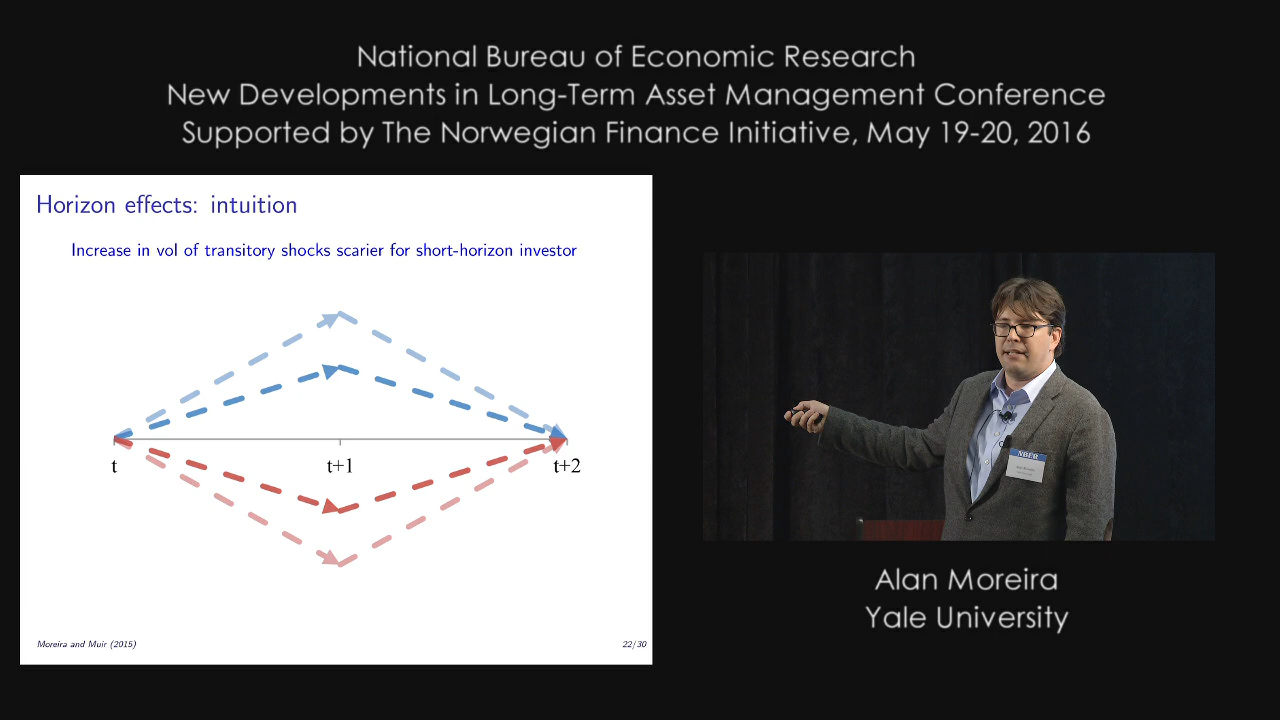 National Bureau of Economic Research
New Developments in Long-Term Asset Management Conference
Supported by The Norwegian Finance Initiative, May 19-20, 2016
Horizon effects: intuition
Increase in vol of transitory shocks scarier for short-horizon investor
t
t+1
t+2
Moreira and Muir (2015)
22/30
NBER
Alan Moreira
Yale University